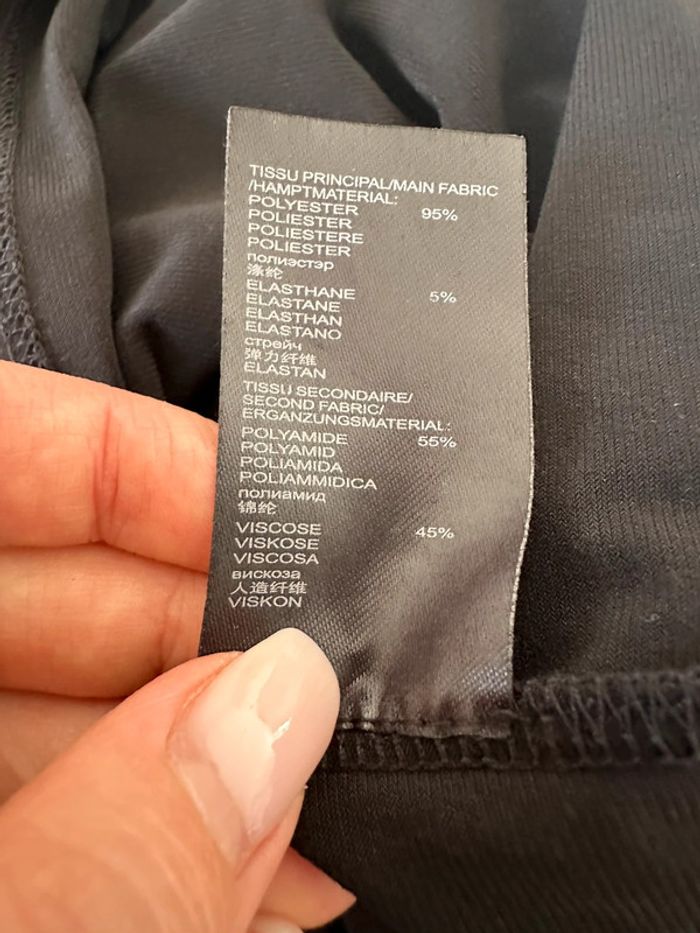 TISSU PRINCIPAL/MAIN FABRIC
/HAMPTMATERIAL:
POLYESTER 95%
POLIESTER
POLIESTERE
POLIESTER
полиэстэр
涤纶
ELASTHANE 5%
ELASTANE
ELASTHAN
ELASTANO
стрейч
弹力纤维
ELASTAN
TISSU SECONDAIRE/
SECOND FABRIC/
ERGANZUNGSMATERIAL:
POLYAMIDE 55%
POLYAMID
POLIAMIDA
POLIAMMIDICA
полиамид
锦纶
VISCOSE 45%
VISKOSE
VISCOSA
вискоза
人造纤维
VISKON